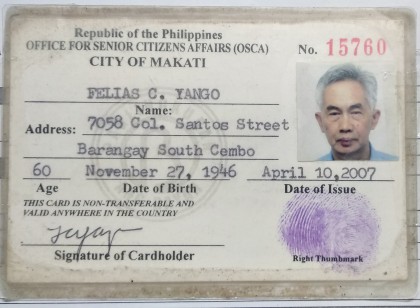 Republic of the Philippines
OFFICE FOR SENIOR CITIZENS AFFAIRS (OSCA)
CITY OF MAKATI
No. 15760
FELIAS C. YANGO
Name:
Address: 7058 Col. Santos Street
Barangay South Cembo
60 November 27, 1946 April 10,2007
Age Date of Birth Date of Issue
THIS CARD IS NON-TRANSFERABLE AND
VALID ANYWHERE IN THE COUNTRY
Signature of Cardholder
Right Thumbmark